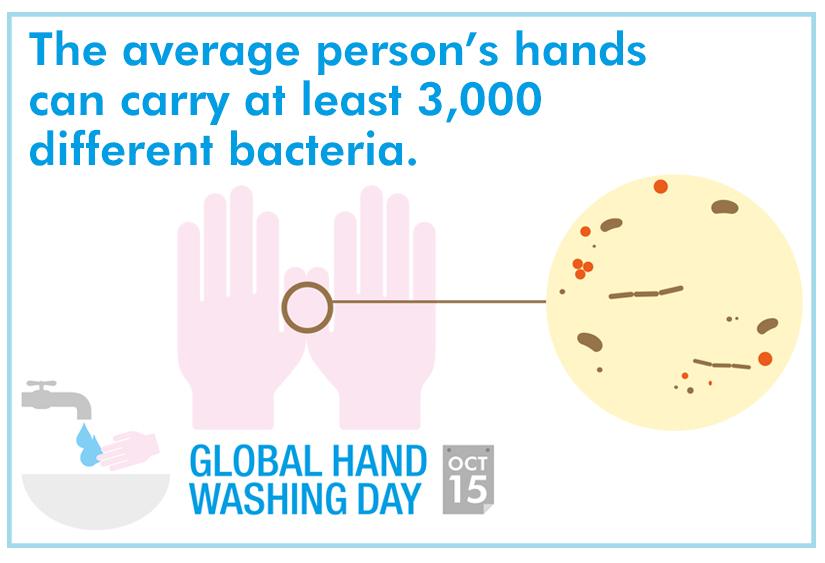 The average person's hands
can carry at least 3,000
different bacteria.
GLOBAL HAND
WASHING DAY
OCT
15